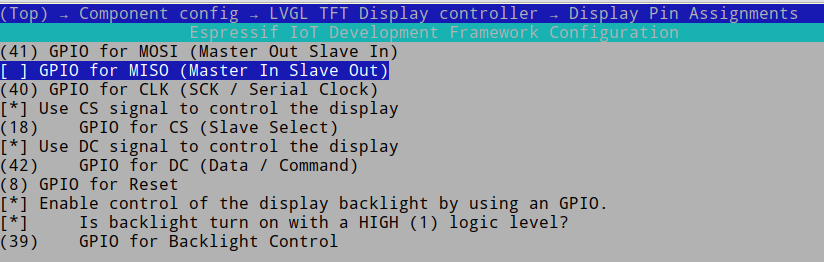 (Top) → Component config → LVGL TFT Display controller → Display Pin Assignments
Espressif IoT Development Framework Configuration
(41) GPIO for MOSI (Master Out Slave In)
[ ] GPIO for MISO (Master In Slave Out)
(40) GPIO for CLK (SCK / Serial Clock)
[*] Use CS signal to control the display
(18)    GPIO for CS (Slave Select)
[*] Use DC signal to control the display
(42)    GPIO for DC (Data / Command)
(8) GPIO for Reset
[*] Enable control of the display backlight by using an GPIO.
[*]     Is backlight turn on with a HIGH (1) logic level?
(39)    GPIO for Backlight Control